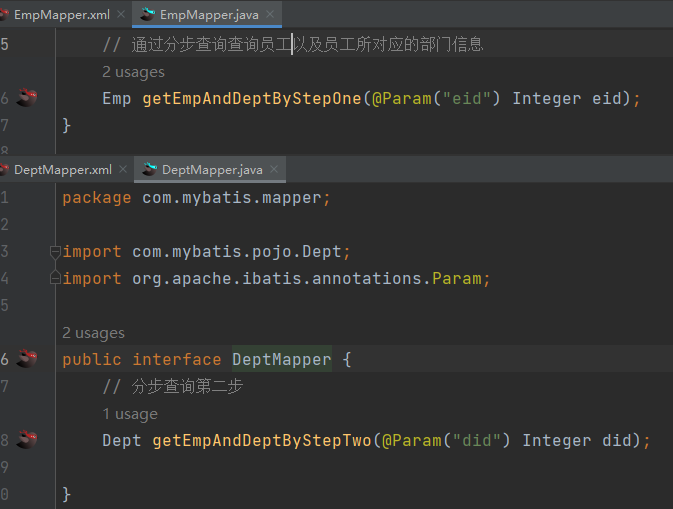 EmpMapper.xml × EmpMapper.java ×
5 // 通过分步查询查询员工以及员工所对应的部门信息
2 usages
6 Emp getEmpAndDeptByStepOne(@Param("eid") Integer eid);
7 }
8
DeptMapper.xml × DeptMapper.java ×
1 package com.mybatis.mapper;
2
3 import com.mybatis.pojo.Dept;
4 import org.apache.ibatis.annotations.Param;
5
2 usages
6 public interface DeptMapper {
7 // 分步查询第二步
1 usage
8 Dept getEmpAndDeptByStepTwo(@Param("did") Integer did);
9
0 }